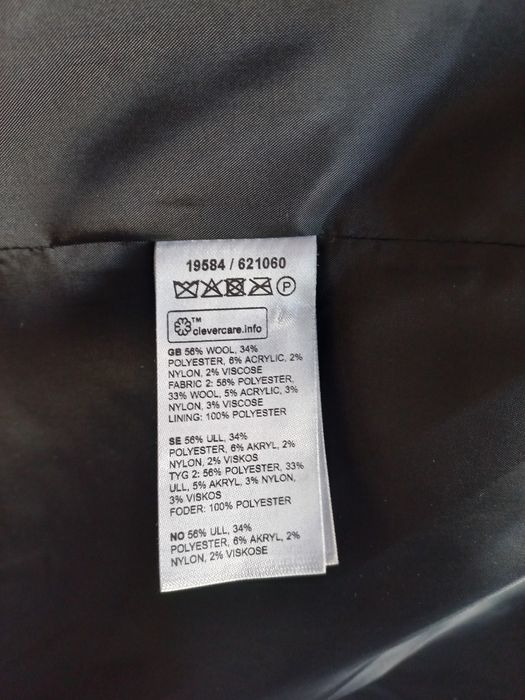 19584 / 621060
P
TM
clevercare.info
GB 56% WOOL, 34%
POLYESTER, 6% ACRYLIC, 2%
NYLON, 2% VISCOSE
FABRIC 2: 56% POLYESTER,
33% WOOL, 5% ACRYLIC, 3%
NYLON, 3% VISCOSE
LINING: 100% POLYESTER
SE 56% ULL, 34%
POLYESTER, 6% AKRYL, 2%
NYLON, 2% VISKOS
TYG 2: 56% POLYESTER, 33%
ULL, 5% AKRYL, 3% NYLON,
3% VISKOS
FODER: 100% POLYESTER
NO 56% ULL, 34%
POLYESTER, 6% AKRYL, 2%
NYLON, 2% VISKOSE